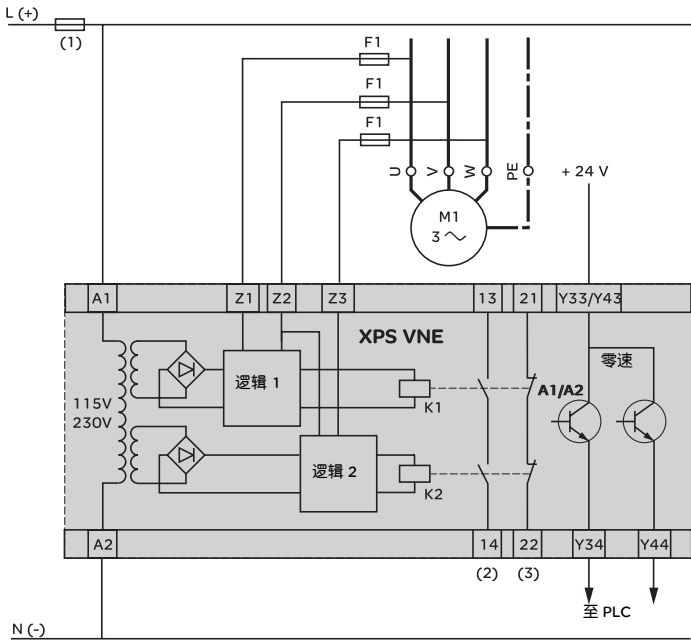 L (+)
(1)
F1
F1
F1
U
V
W
PE
+ 24 V
M1
3
A1
Z1
Z2
Z3
13
21
Y33/Y43
XPS VNE
零速
逻辑 1
A1/A2
115V
230V
K1
逻辑 2
K2
A2
14
22
Y34
Y44
(2)
(3)
至 PLC
N (-)